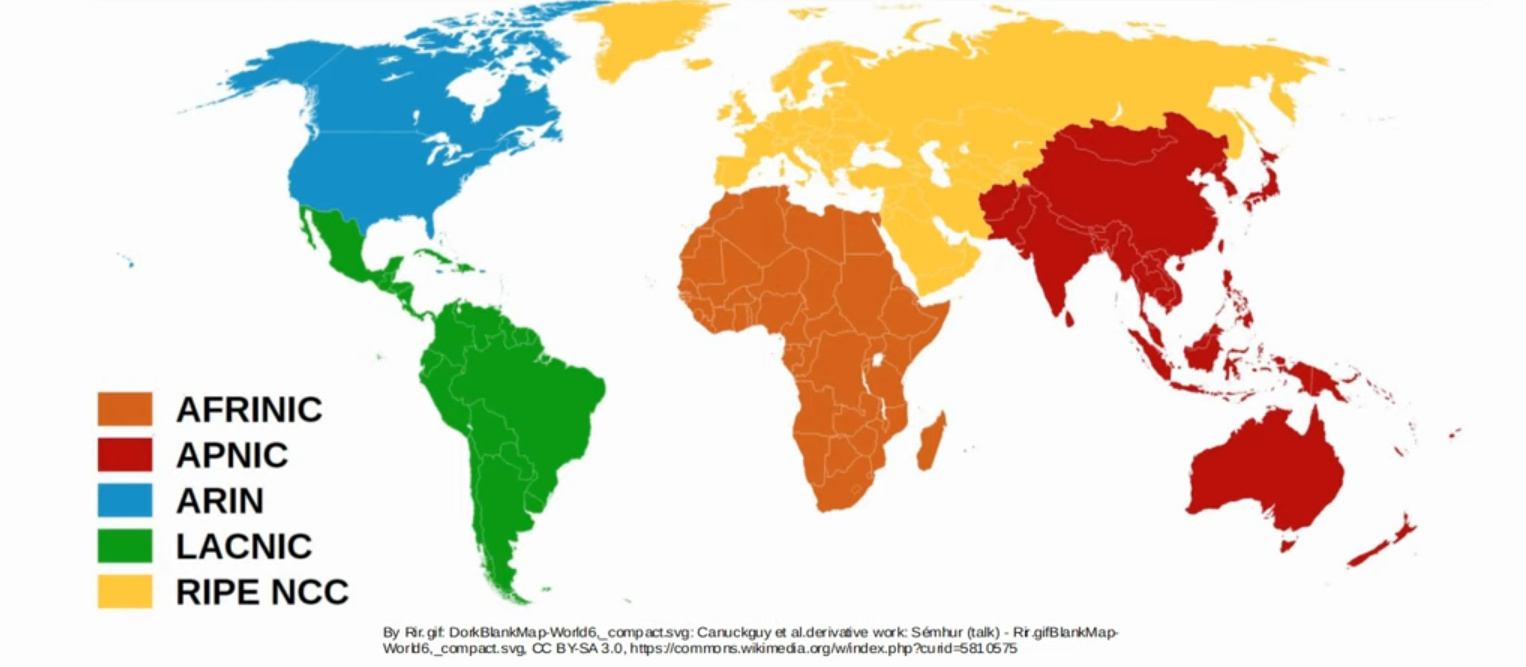 AFRINIC
APNIC
ARIN
LACNIC
RIPE NCC
By Rir.gif: DorkBlankMap-World6,_compact.svg: Canuckguy et al.derivative work: Sémhur (talk) - Rir.gifBlankMap-
World6,_compact.svg, CC BY-SA 3.0, https://commons.wikimedia.org/w/index.php?curid=5810575